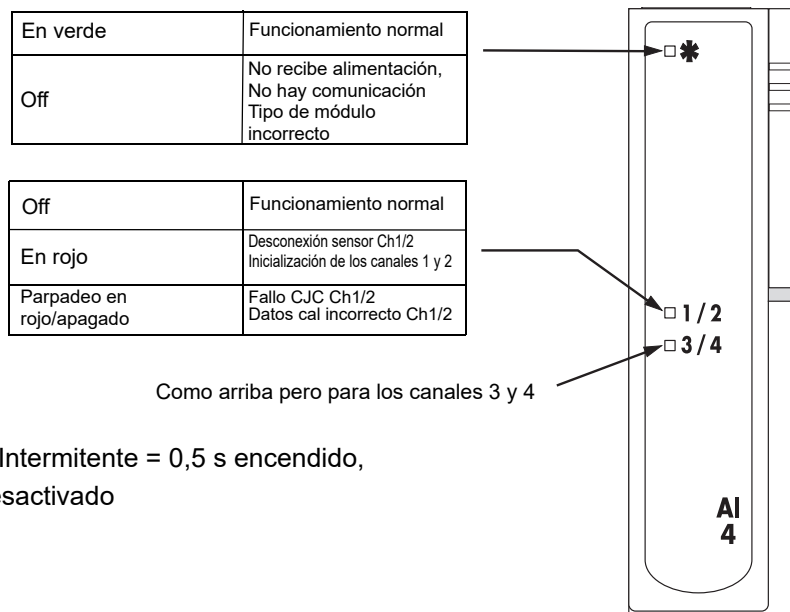 En verde Funcionamiento normal
Off No recibe alimentación,
No hay comunicación
Tipo de módulo
incorrecto
✱
Off Funcionamiento normal
En rojo Desconexión sensor Ch1/2
Inicialización de los canales 1 y 2
Parpadeo en
rojo/apagado
Fallo CJC Ch1/2
Datos cal incorrecto Ch1/2
1 / 2
3 / 4
Como arriba pero para los canales 3 y 4
Intermitente = 0,5 s encendido,
esactivado
AI
4